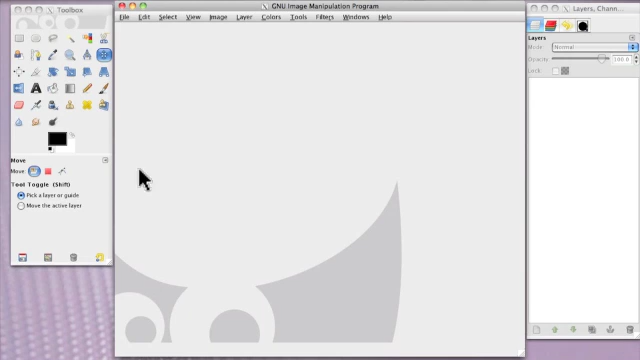 Toolbox
Move
Move:
Tool Toggle (Shift)
Pick a layer or guide
Move the active layer
GNU Image Manipulation Program
File Edit Select View Image Layer Colors Tools Filters Windows Help
Layers, Chann...
Layers
Mode: Normal
Opacity: 100.0
Lock: